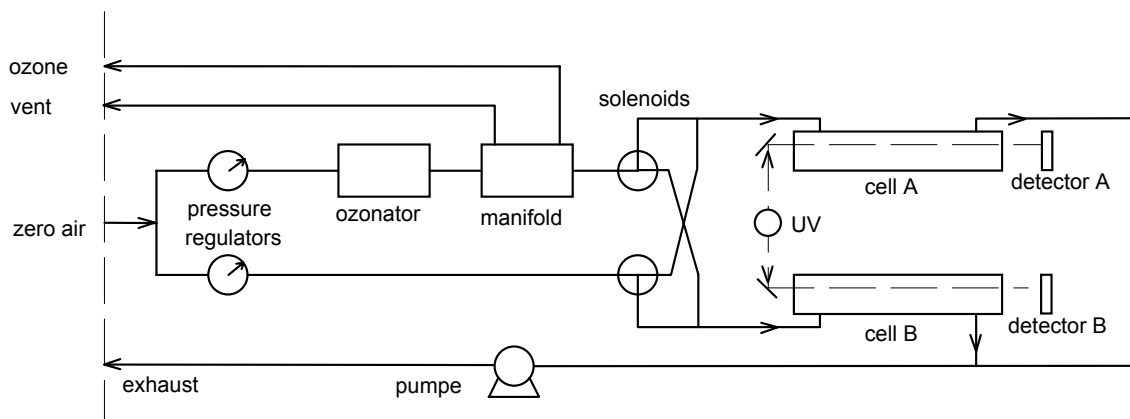 ozone
vent
zero air
pressure
regulators
ozonator
manifold
solenoids
UV
cell A
detector A
cell B
detector B
exhaust
pumpe